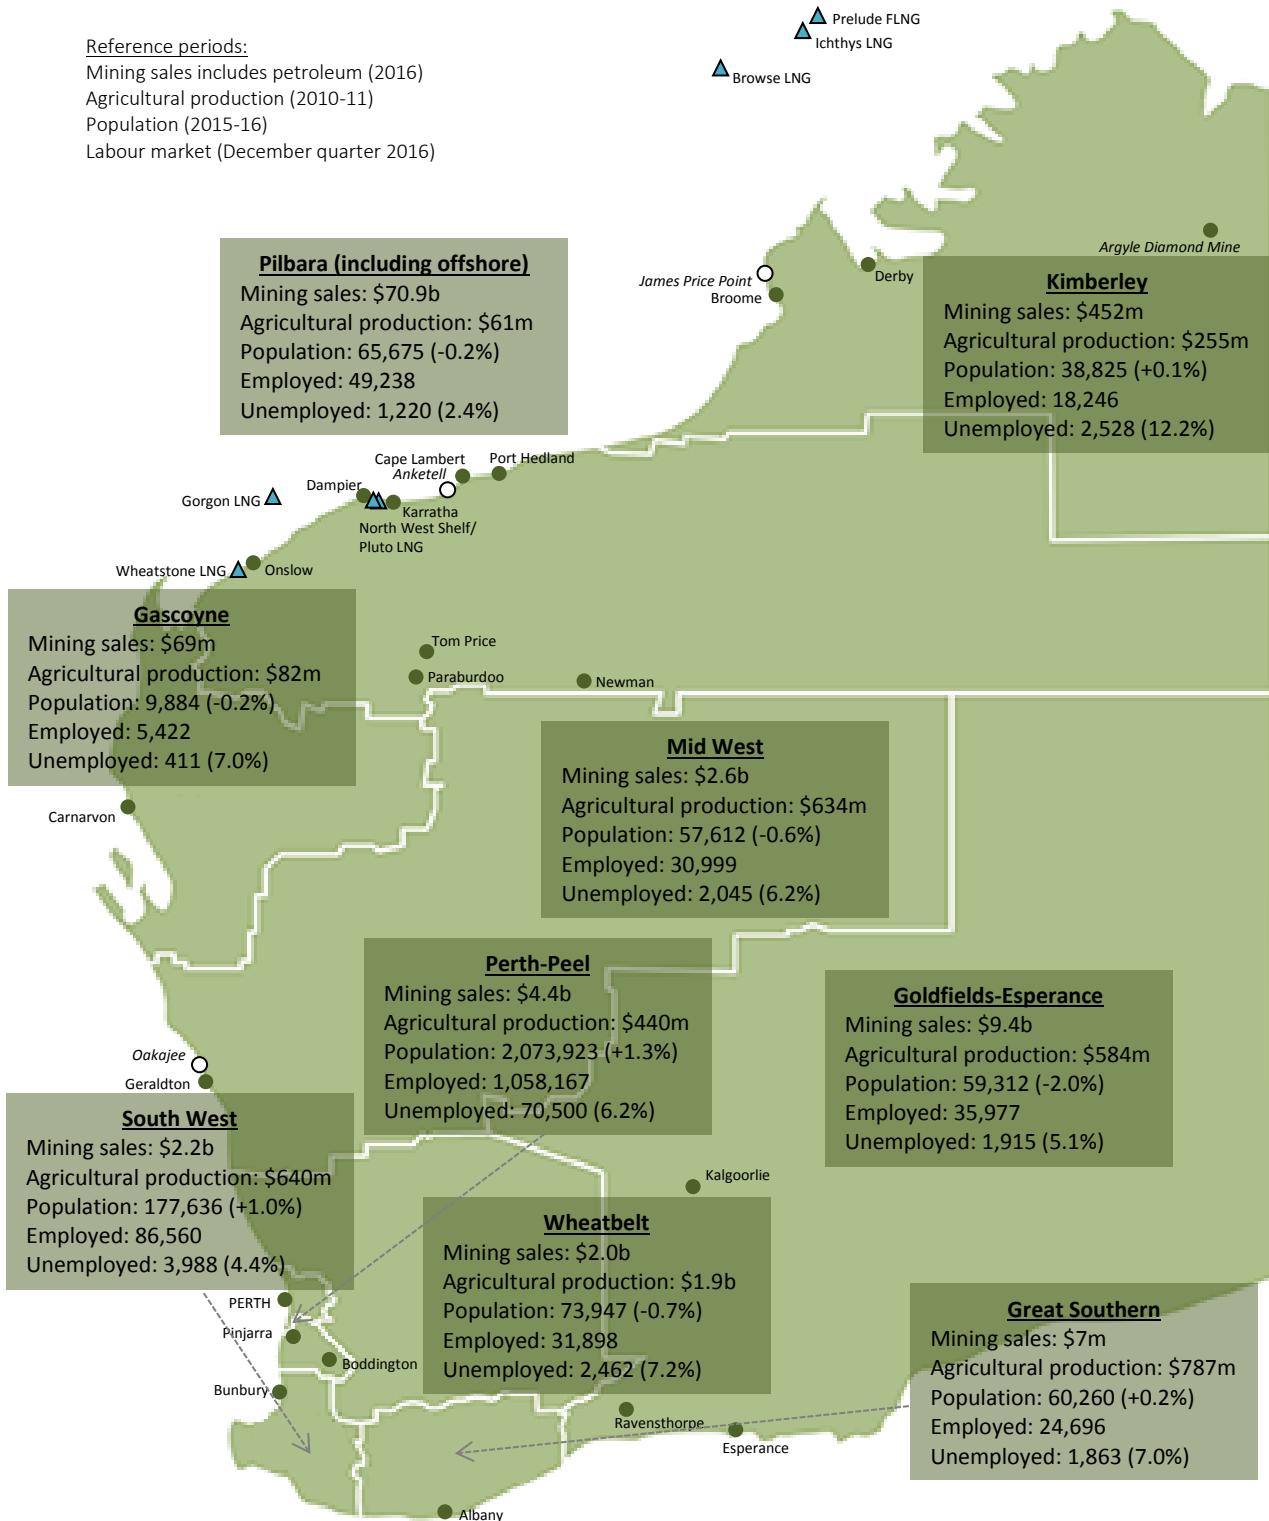 Reference periods:
Mining sales includes petroleum (2016)
Agricultural production (2010-11)
Population (2015-16)
Labour market (December quarter 2016)
Prelude FLNG
Ichthys LNG
Browse LNG
Argyle Diamond Mine
James Price Point
Broome
Derby
Pilbara (including offshore)
Mining sales: $70.9b
Agricultural production: $61m
Population: 65,675 (-0.2%)
Employed: 49,238
Unemployed: 1,220 (2.4%)
Kimberley
Mining sales: $452m
Agricultural production: $255m
Population: 38,825 (+0.1%)
Employed: 18,246
Unemployed: 2,528 (12.2%)
Cape Lambert
Anketell
Port Hedland
Dampier
Gorgon LNG
Karratha
North West Shelf/
Pluto LNG
Wheatstone LNG
Onslow
Gascoyne
Mining sales: $69m
Agricultural production: $82m
Population: 9,884 (-0.2%)
Employed: 5,422
Unemployed: 411 (7.0%)
Tom Price
Paraburdoo
Newman
Carnarvon
Mid West
Mining sales: $2.6b
Agricultural production: $634m
Population: 57,612 (-0.6%)
Employed: 30,999
Unemployed: 2,045 (6.2%)
Perth-Peel
Mining sales: $4.4b
Agricultural production: $440m
Population: 2,073,923 (+1.3%)
Employed: 1,058,167
Unemployed: 70,500 (6.2%)
Goldfields-Esperance
Mining sales: $9.4b
Agricultural production: $584m
Population: 59,312 (-2.0%)
Employed: 35,977
Unemployed: 1,915 (5.1%)
Oakajee
Geraldton
South West
Mining sales: $2.2b
Agricultural production: $640m
Population: 177,636 (+1.0%)
Employed: 86,560
Unemployed: 3,988 (4.4%)
Kalgoorlie
Wheatbelt
Mining sales: $2.0b
Agricultural production: $1.9b
Population: 73,947 (-0.7%)
Employed: 31,898
Unemployed: 2,462 (7.2%)
PERTH
Pinjarra
Boddington
Bunbury
Great Southern
Mining sales: $7m
Agricultural production: $787m
Population: 60,260 (+0.2%)
Employed: 24,696
Unemployed: 1,863 (7.0%)
Ravensthorpe
Esperance
Albany